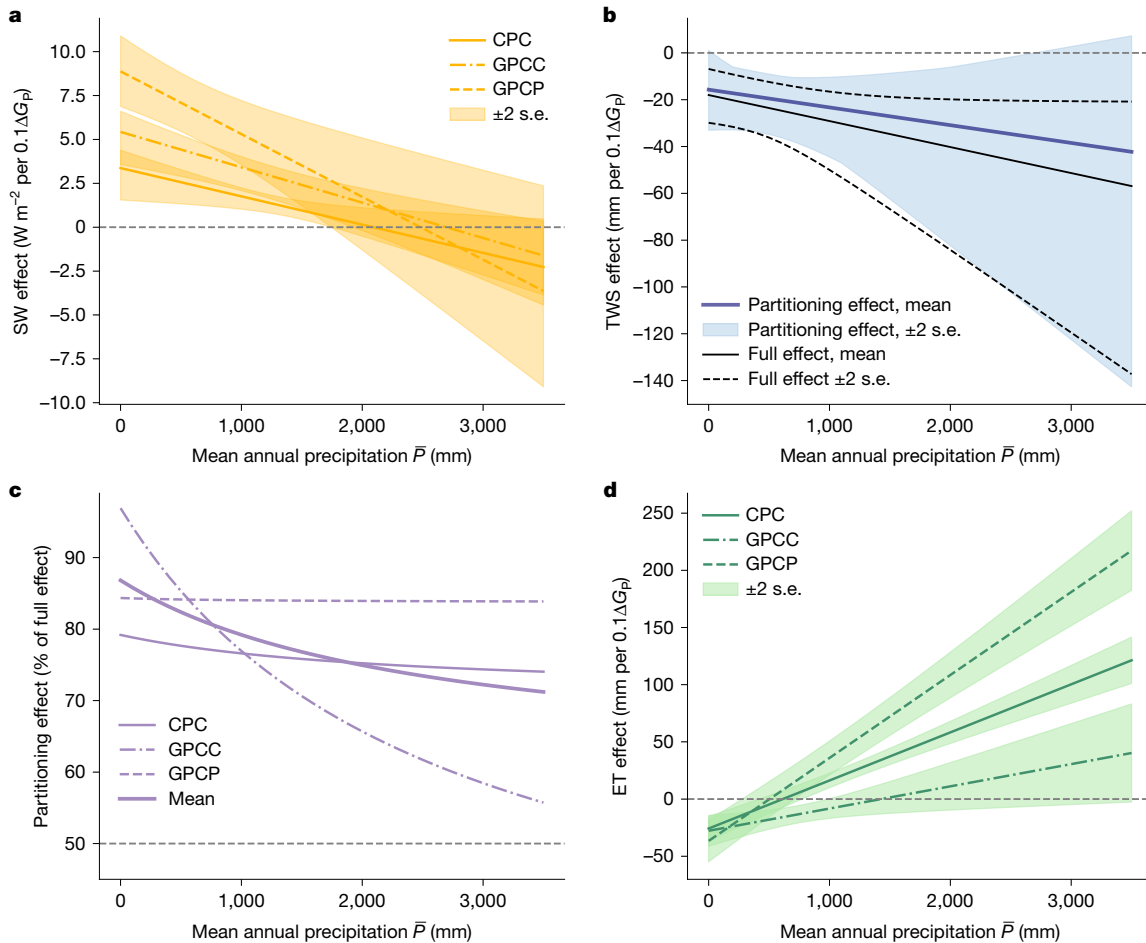 a
SW effect (W m−2 per 0.1ΔGP)
10.0
7.5
5.0
2.5
0
−2.5
−5.0
−7.5
−10.0
CPC
GPCC
GPCP
±2 s.e.
0
1,000
2,000
3,000
Mean annual precipitation P̅ (mm)
b
TWS effect (mm per 0.1ΔGP)
0
−20
−40
−60
−80
−100
−120
−140
Partitioning effect, mean
Partitioning effect, ±2 s.e.
Full effect, mean
Full effect ±2 s.e.
0
1,000
2,000
3,000
Mean annual precipitation P̅ (mm)
c
Partitioning effect (% of full effect)
90
80
70
60
50
CPC
GPCC
GPCP
Mean
0
1,000
2,000
3,000
Mean annual precipitation P̅ (mm)
d
ET effect (mm per 0.1ΔGP)
250
200
150
100
50
0
−50
CPC
GPCC
GPCP
±2 s.e.
0
1,000
2,000
3,000
Mean annual precipitation P̅ (mm)